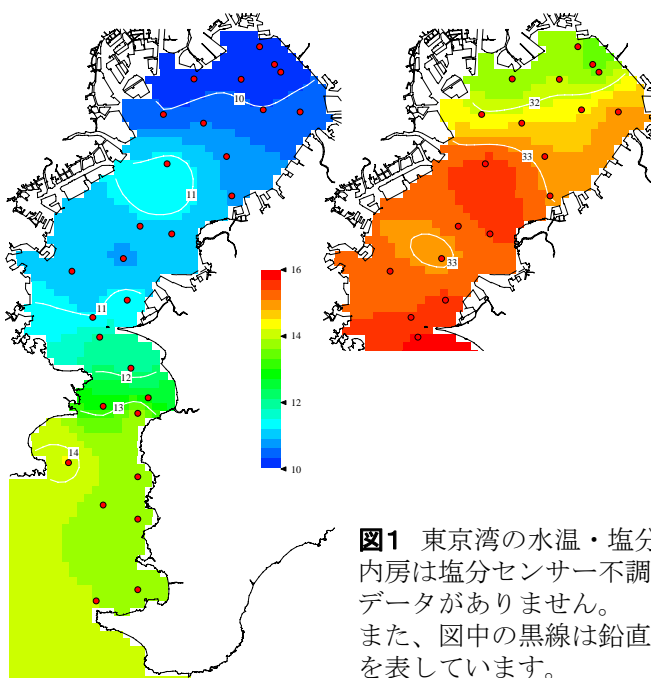 10
32
33
11
33
16
14
12
10
11
12
13
14
図1 東京湾の水温・塩分
内房は塩分センサー不調
データがありません。
また、図中の黒線は鉛直
を表しています。